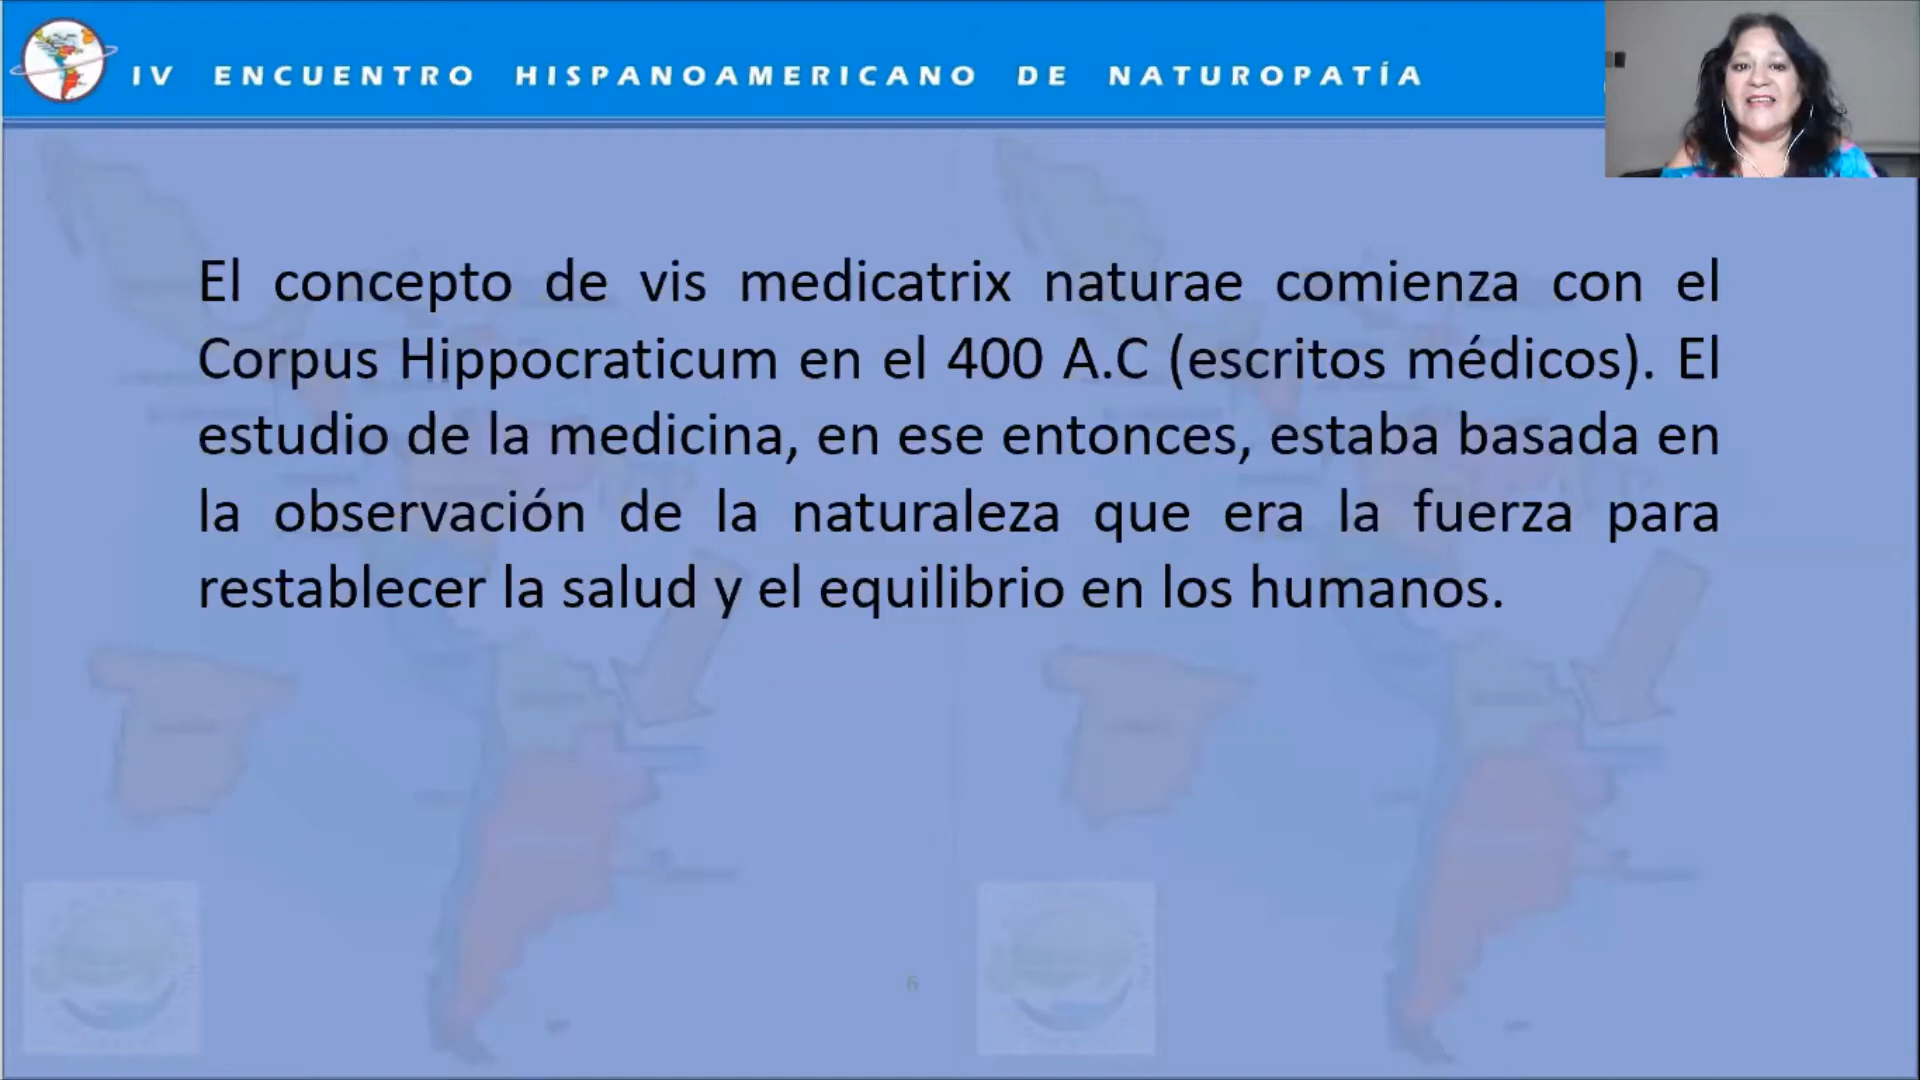 IV ENCUENTRO HISPANOAMERICANO DE NATUROPATÍA
El concepto de vis medicatrix naturae comienza con el
Corpus Hippocraticum en el 400 A.C (escritos médicos). El
estudio de la medicina, en ese entonces, estaba basada en
la observación de la naturaleza que era la fuerza para
restablecer la salud y el equilibrio en los humanos.
6